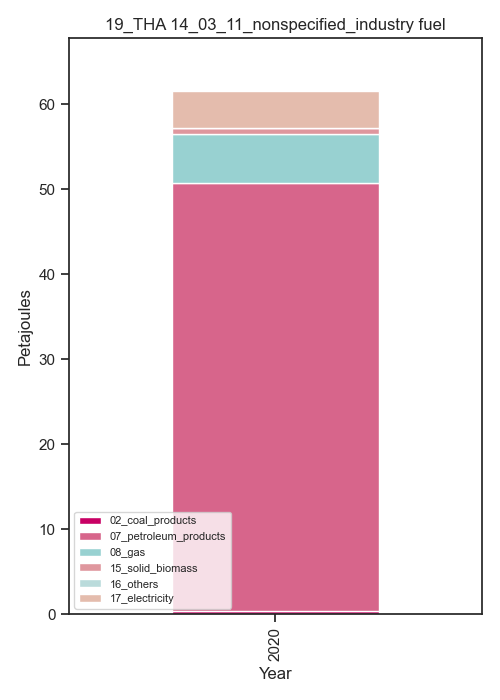 19_THA 14_03_11_nonspecified_industry fuel
60
50
40
30
20
10
0
Petajoules
02_coal_products
07_petroleum_products
08_gas
15_solid_biomass
16_others
17_electricity
2020
Year